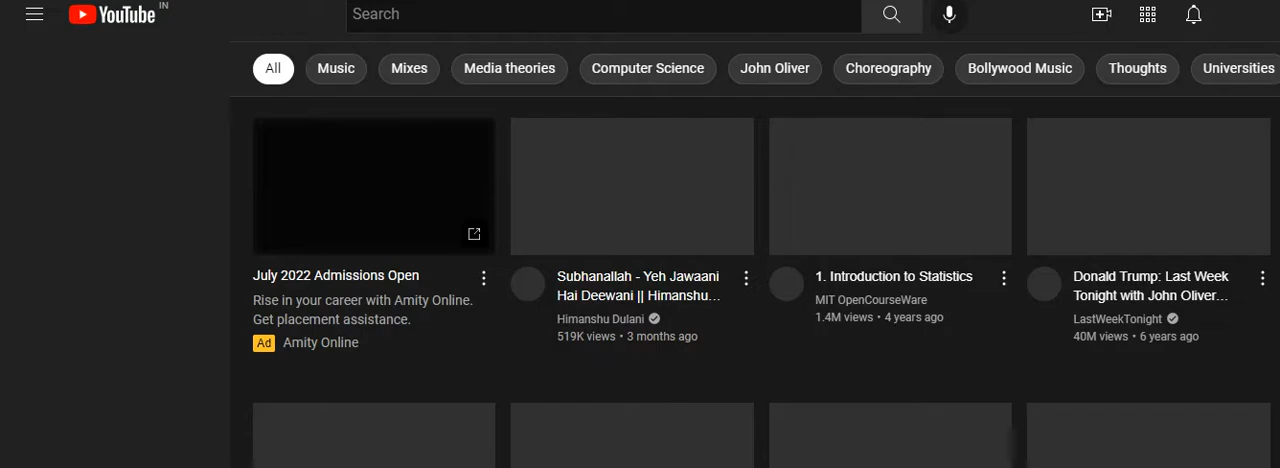 YouTube IN
Search
All Music Mixes Media theories Computer Science John Oliver Choreography Bollywood Music Thoughts Universities
July 2022 Admissions Open
Rise in your career with Amity Online.
Get placement assistance.
Ad Amity Online
Subhanallah - Yeh Jawaani
Hai Deewani || Himanshu...
Himanshu Dulani
519K views • 3 months ago
1. Introduction to Statistics
MIT OpenCourseWare
1.4M views • 4 years ago
Donald Trump: Last Week
Tonight with John Oliver...
LastWeekTonight
40M views • 6 years ago